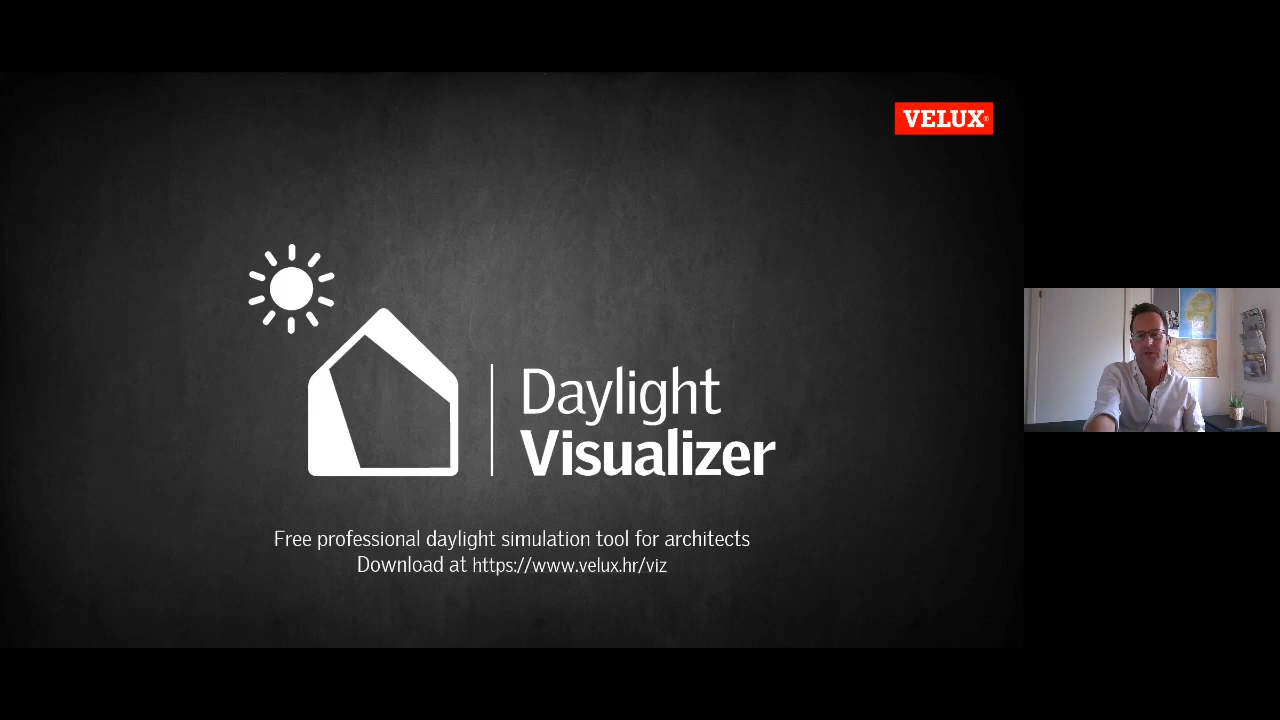 VELUX®
Daylight
Visualizer
Free professional daylight simulation tool for architects
Download at https://www.velux.hr/viz